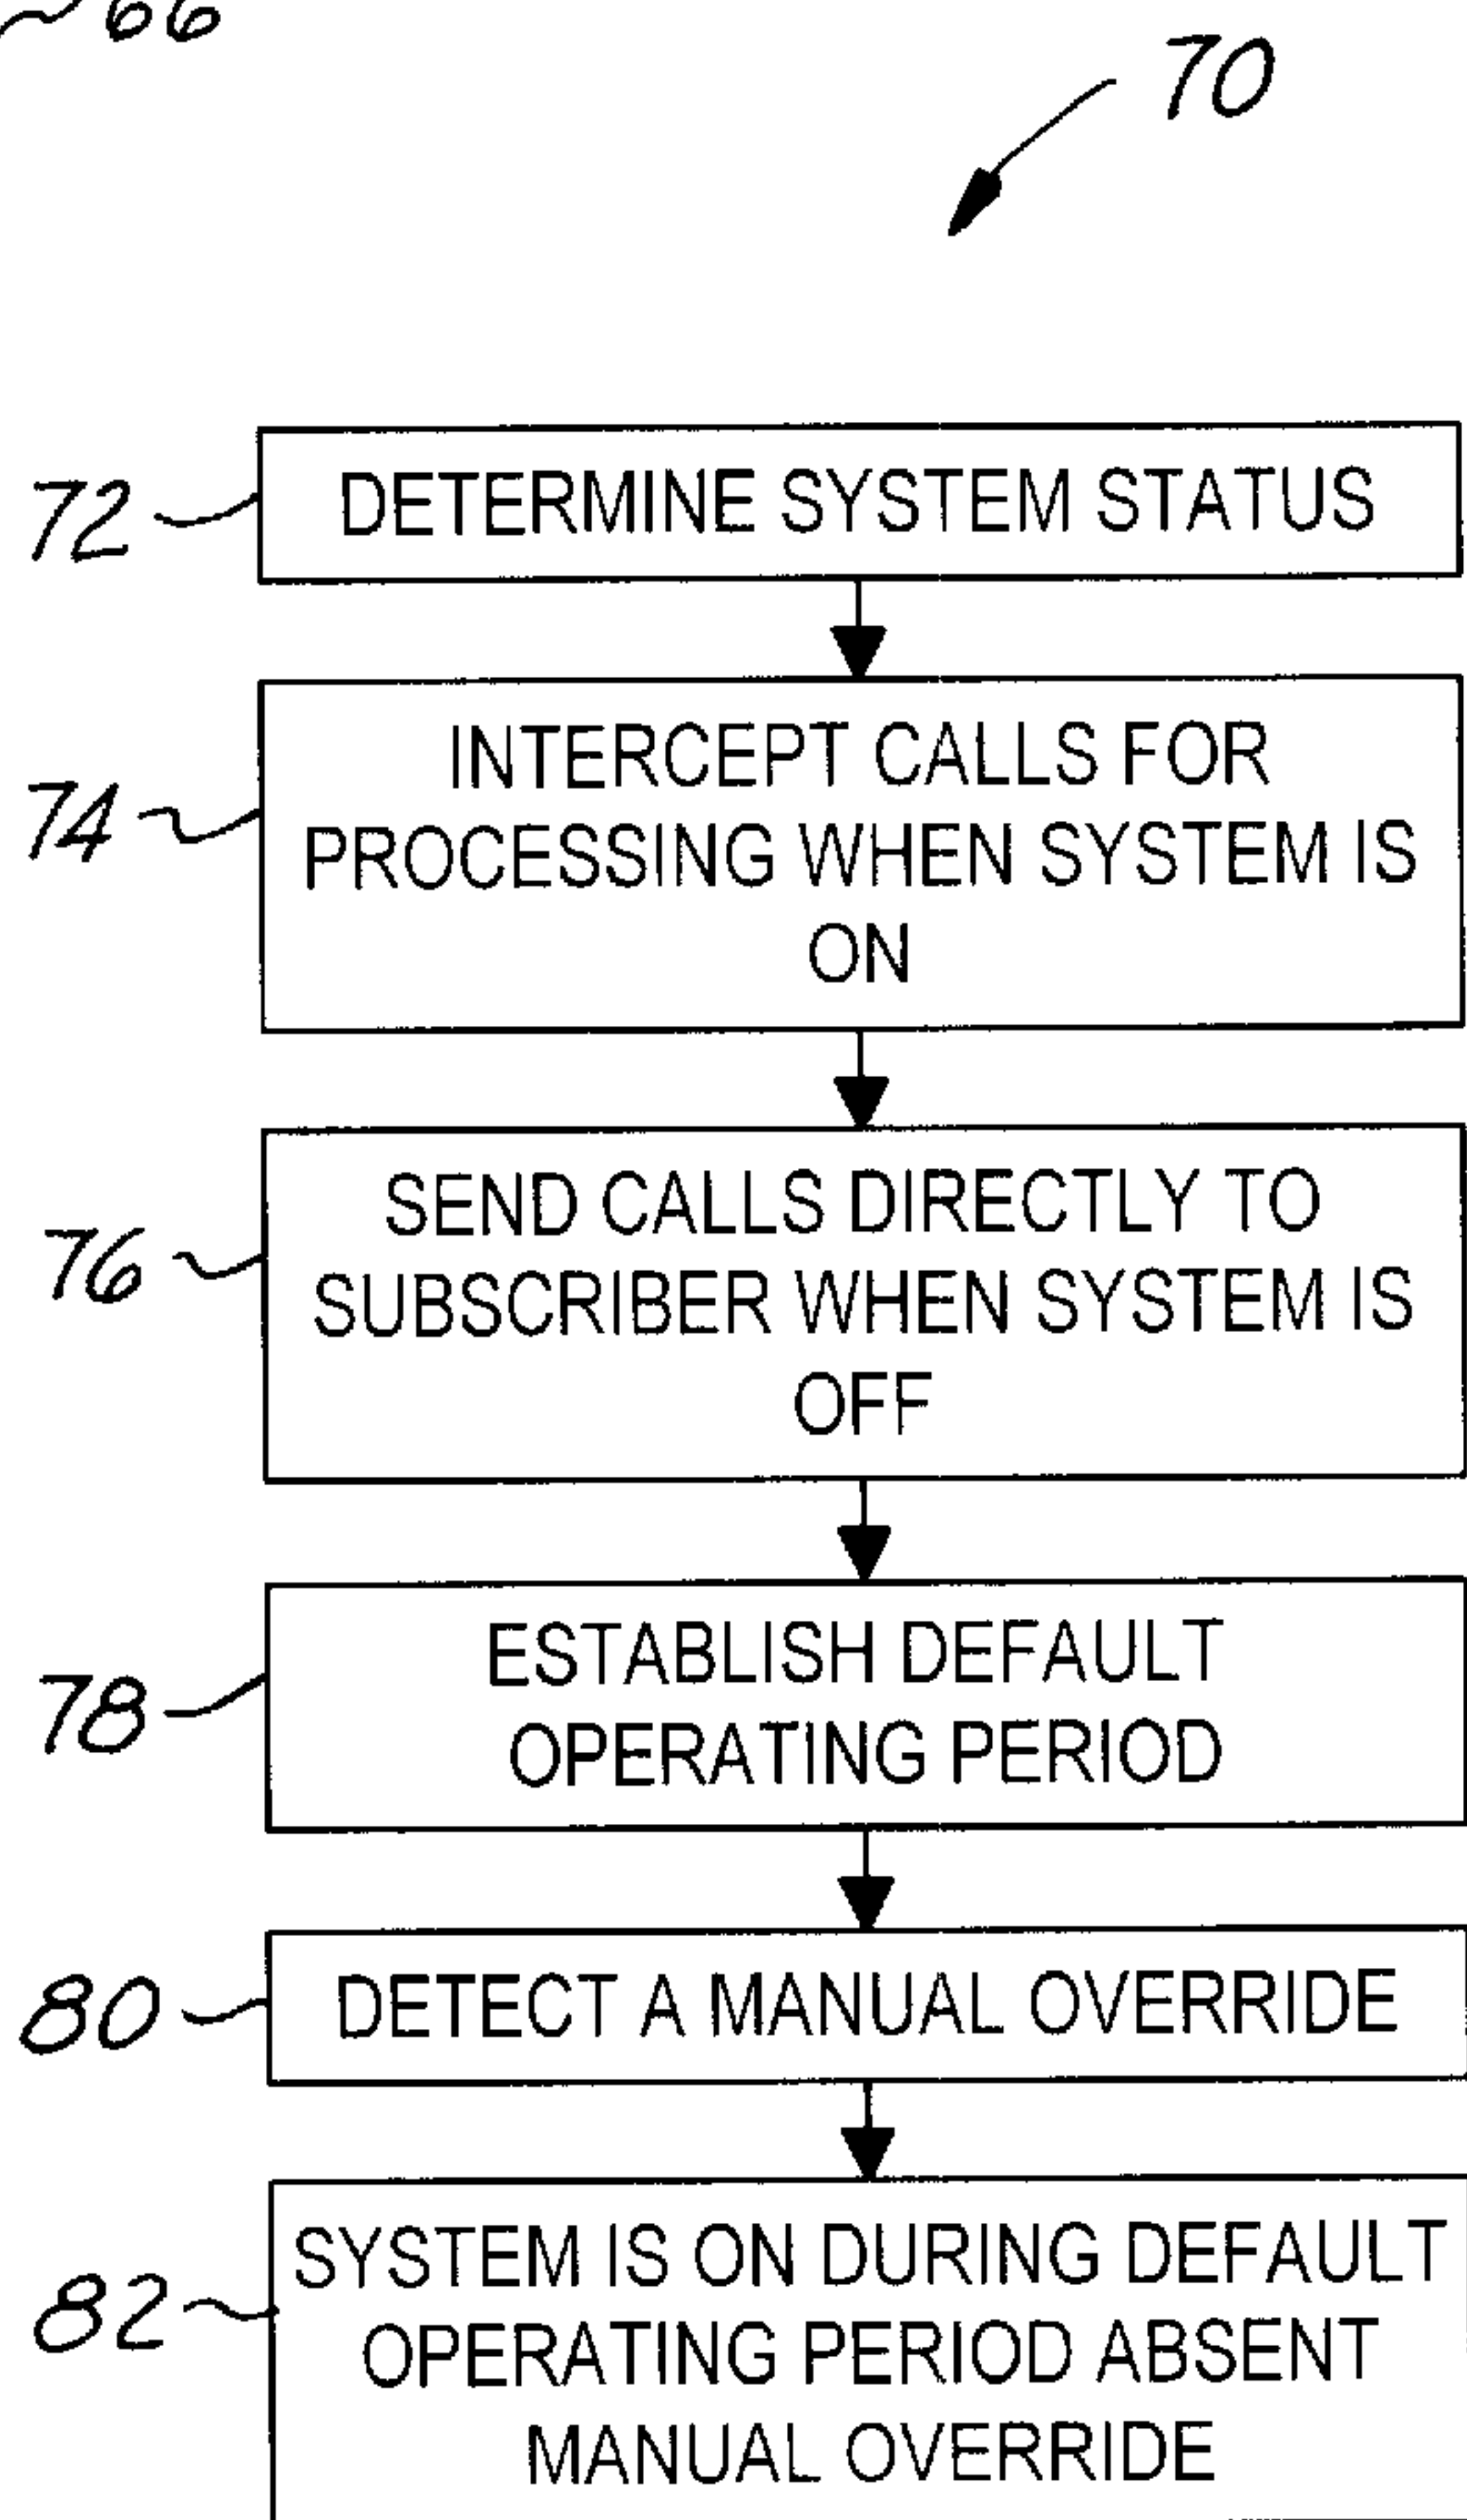 66
70
72
DETERMINE SYSTEM STATUS
74
INTERCEPT CALLS FOR
PROCESSING WHEN SYSTEM IS
ON
76
SEND CALLS DIRECTLY TO
SUBSCRIBER WHEN SYSTEM IS
OFF
78
ESTABLISH DEFAULT
OPERATING PERIOD
80
DETECT A MANUAL OVERRIDE
82
SYSTEM IS ON DURING DEFAULT
OPERATING PERIOD ABSENT
MANUAL OVERRIDE